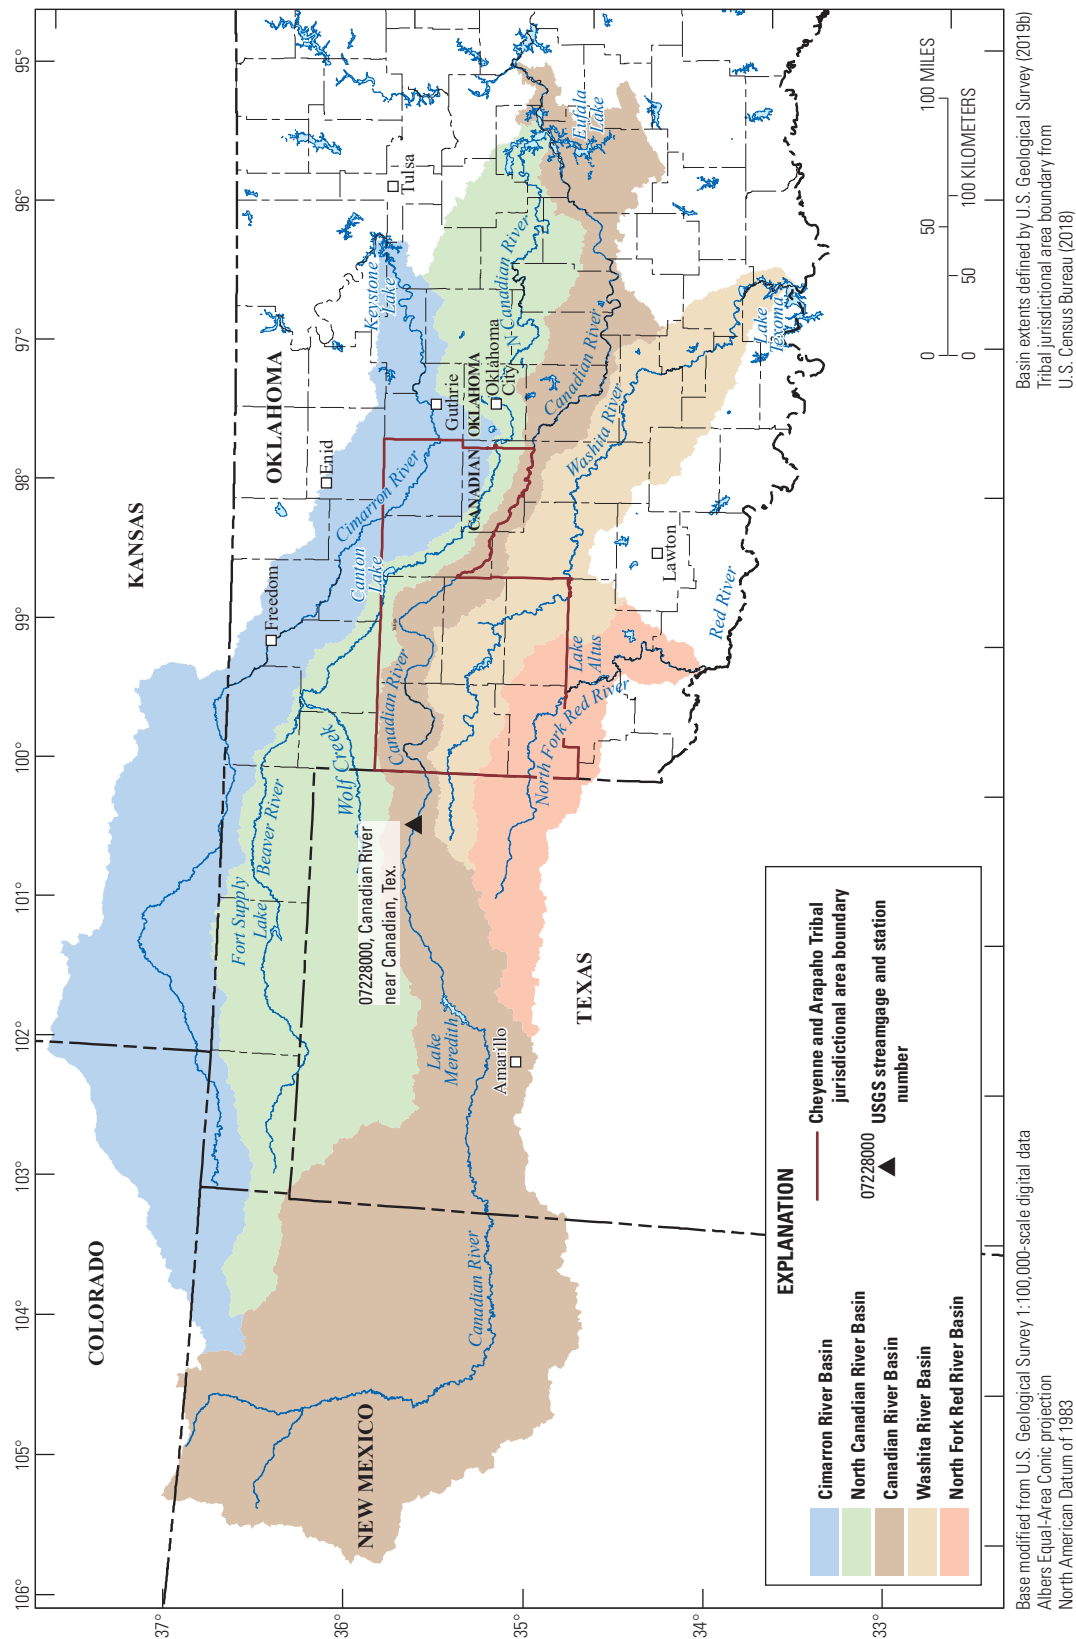 106°
105°
104°
103°
102°
101°
100°
99°
98°
97°
96°
95°
37°
36°
35°
34°
33°
COLORADO
KANSAS
NEW MEXICO
OKLAHOMA
TEXAS
Freedom
Enid
Tulsa
Guthrie
Oklahoma
City
CANADIAN
OKLAHOMA
Lawton
Amarillo
Cimarron River
Keystone
Lake
Canton
Lake
Fort Supply
Lake
Beaver River
Wolf Creek
N Canadian River
Eufala
Lake
Canadian River
Canadian River
Canadian River
Lake
Meredith
Washita River
Lake
Texoma
Lake
Altus
North Fork Red River
Red River
07228000, Canadian River
near Canadian, Tex.
EXPLANATION
Cimarron River Basin
North Canadian River Basin
Canadian River Basin
Washita River Basin
North Fork Red River Basin
Cheyenne and Arapaho Tribal
jurisdictional area boundary
07228000
USGS streamgage and station
number
0 50 100 MILES
0 50 100 KILOMETERS
Base modified from U.S. Geological Survey 1:100,000-scale digital data
Albers Equal-Area Conic projection
North American Datum of 1983
Basin extents defined by U.S. Geological Survey (2019b)
Tribal jurisdictional area boundary from
U.S. Census Bureau (2018)